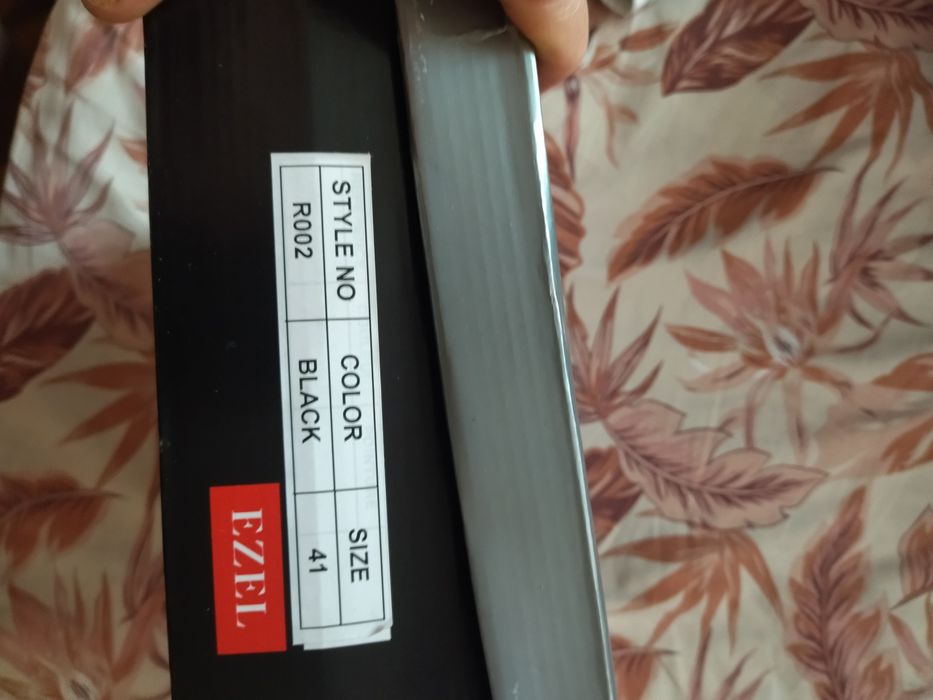 STYLE NO COLOR SIZE
R002 BLACK 41
EZEL